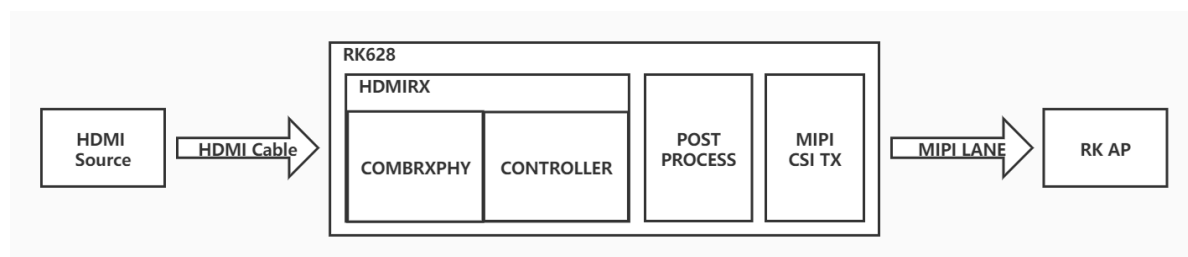 RK628
HDMIRX
HDMI
Source
HDMI Cable
COMBRXPHY
CONTROLLER
POST
PROCESS
MIPI
CSI TX
MIPI LANE
RK AP